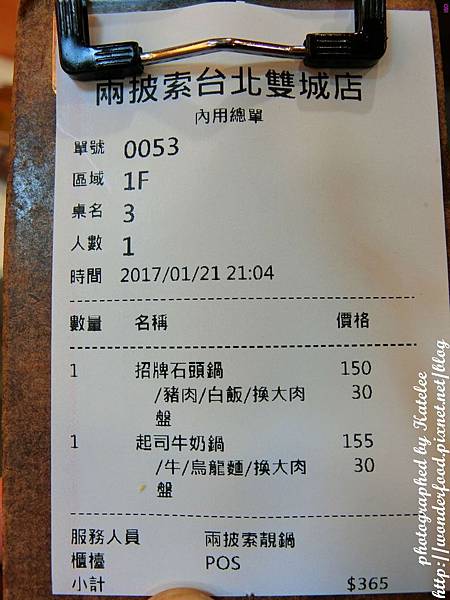 兩披索台北雙城店
內用總單
單號 0053
區域 1F
桌名 3
人數 1
時間 2017/01/21 21:04
數量 名稱 價格
1 招牌石頭鍋 150
/豬肉/白飯/換大肉 30
盤
1 起司牛奶鍋 155
/牛/烏龍麵/換大肉 30
盤
服務人員 兩披索靚鍋
櫃檯 POS
小計 $365
photographed by Katelee
http://wonderfood.pixnet.net/blog